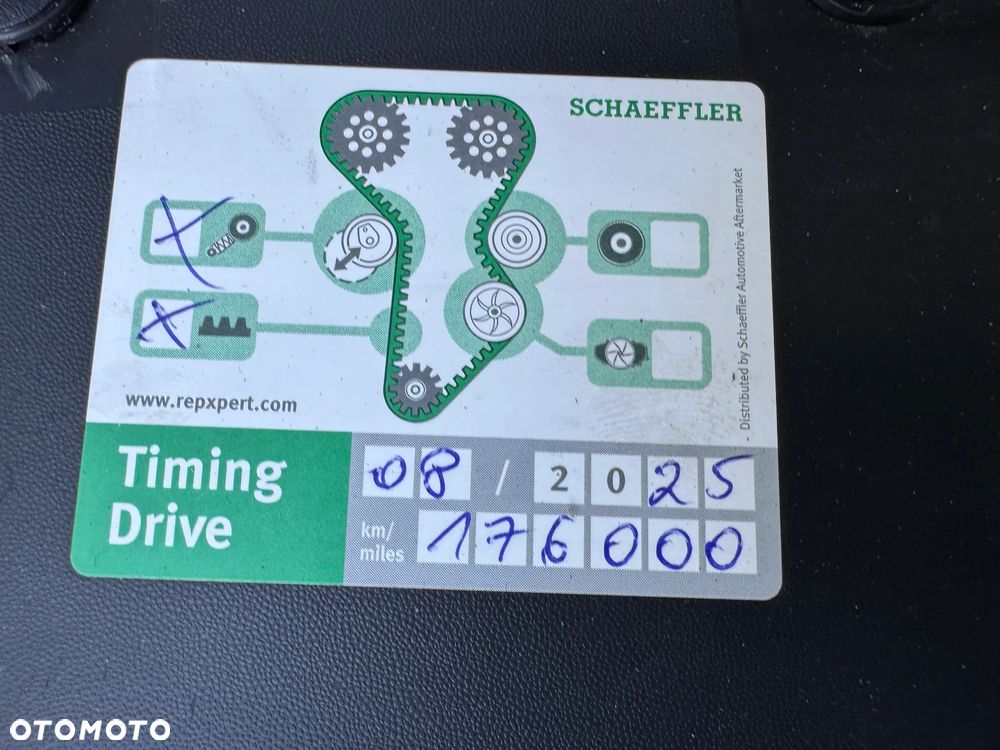 SCHAEFFLER
Distributed by Schaeffler Automotive Aftermarket
www.repxpert.com
Timing
Drive
08 / 2025
km/
miles
176000
OTOMOTO